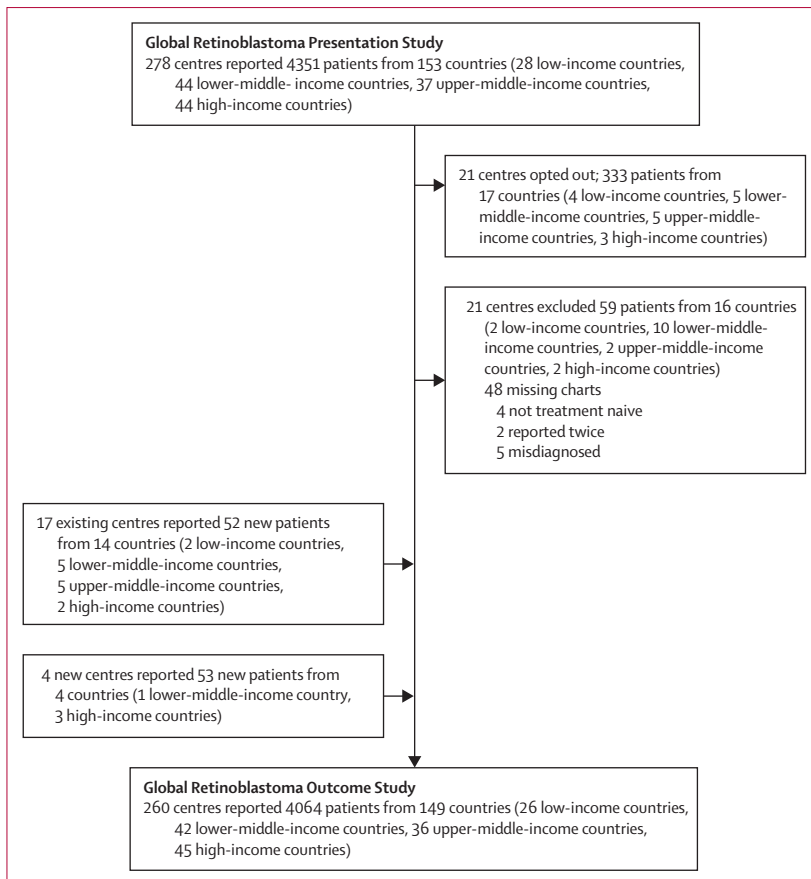 Global Retinoblastoma Presentation Study
278 centres reported 4351 patients from 153 countries (28 low-income countries,
44 lower-middle- income countries, 37 upper-middle-income countries,
44 high-income countries)
21 centres opted out; 333 patients from
17 countries (4 low-income countries, 5 lower-
middle-income countries, 5 upper-middle-
income countries, 3 high-income countries)
21 centres excluded 59 patients from 16 countries
(2 low-income countries, 10 lower-middle-
income countries, 2 upper-middle-income
countries, 2 high-income countries)
48 missing charts
4 not treatment naive
2 reported twice
5 misdiagnosed
17 existing centres reported 52 new patients
from 14 countries (2 low-income countries,
5 lower-middle-income countries,
5 upper-middle-income countries,
2 high-income countries)
4 new centres reported 53 new patients from
4 countries (1 lower-middle-income country,
3 high-income countries)
Global Retinoblastoma Outcome Study
260 centres reported 4064 patients from 149 countries (26 low-income countries,
42 lower-middle-income countries, 36 upper-middle-income countries,
45 high-income countries)